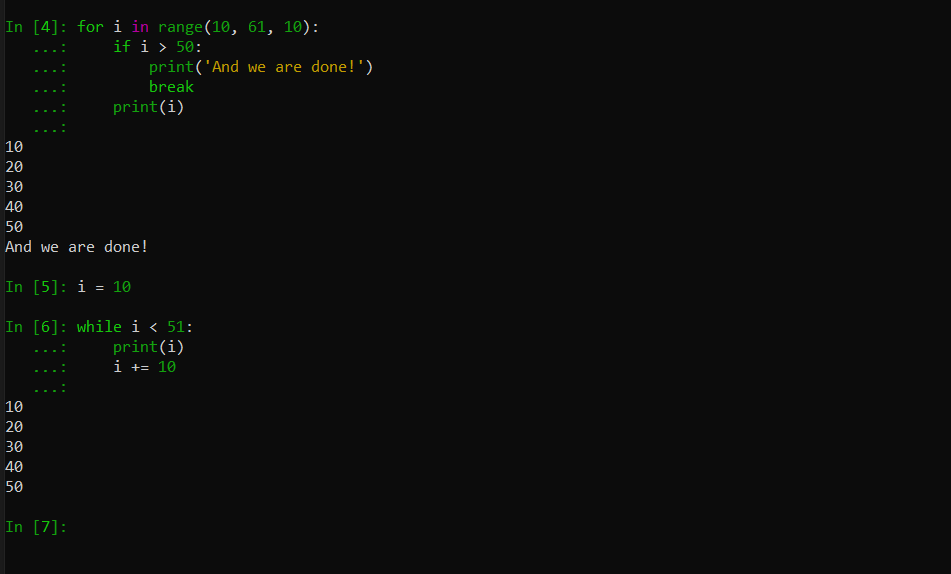 In [4]: for i in range(10, 61, 10):
   ...:     if i > 50:
   ...:         print('And we are done!')
   ...:         break
   ...:     print(i)
   ...:
10
20
30
40
50
And we are done!
In [5]: i = 10
In [6]: while i < 51:
   ...:     print(i)
   ...:     i += 10
   ...:
10
20
30
40
50
In [7]: